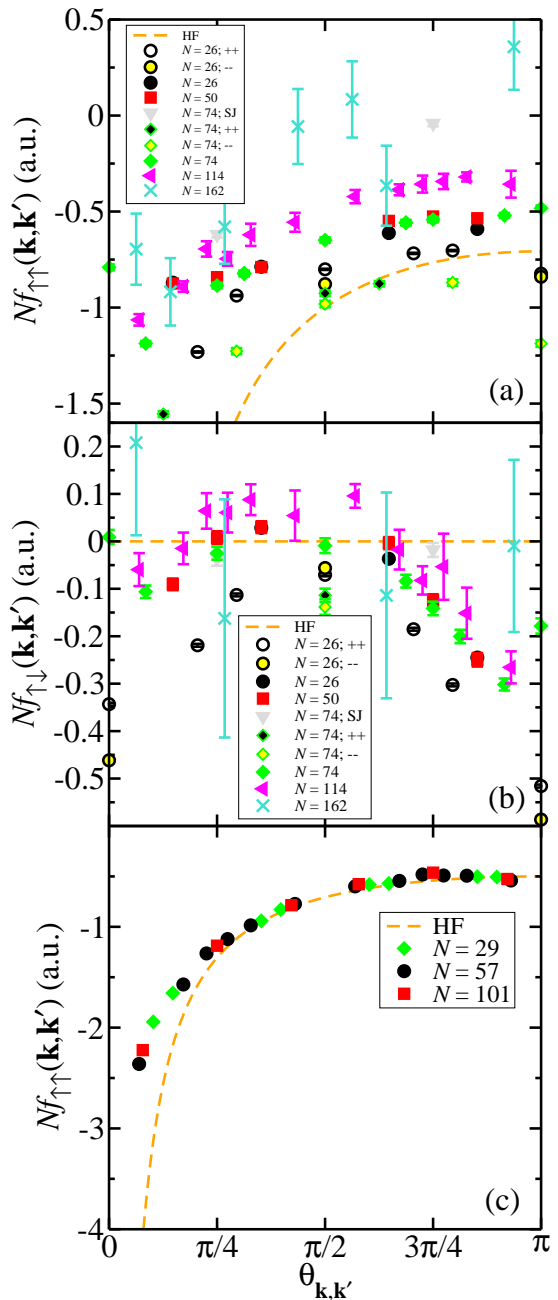 0.5
0
-0.5
-1
-1.5
Nf↑↑(k,k′) (a.u.)
HF
N = 26; ++
N = 26; --
N = 26
N = 50
N = 74; SJ
N = 74; ++
N = 74; --
N = 74
N = 114
N = 162
(a)
0.2
0.1
0
-0.1
-0.2
-0.3
-0.5
Nf↑↓(k,k′) (a.u.)
HF
N = 26; ++
N = 26; --
N = 26
N = 50
N = 74; SJ
N = 74; ++
N = 74; --
N = 74
N = 114
N = 162
(b)
-1
-2
-3
-4
Nf↑↑(k,k′) (a.u.)
HF
N = 29
N = 57
N = 101
(c)
0
π/4
π/2
3π/4
π
θk,k′